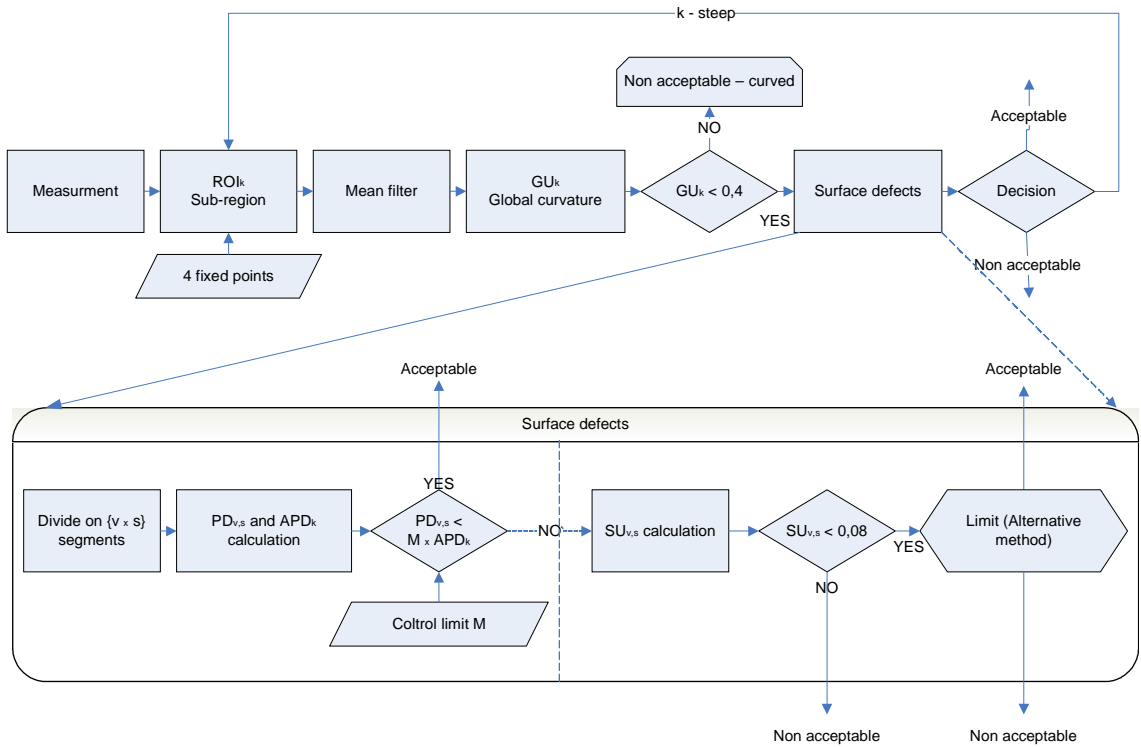 k - steep
Non acceptable – curved
NO
Acceptable
Measurment
ROIk
Sub-region
Mean filter
GUk
Global curvature
GUk < 0,4
YES
Surface defects
Decision
4 fixed points
Non acceptable
Acceptable
Acceptable
Surface defects
Divide on {v x s}
segments
PDv,s and APDk
calculation
YES
PDv,s <
M x APDk
NO
SUv,s calculation
SUv,s < 0,08
YES
Limit (Alternative
method)
NO
Coltrol limit M
Non acceptable
Non acceptable